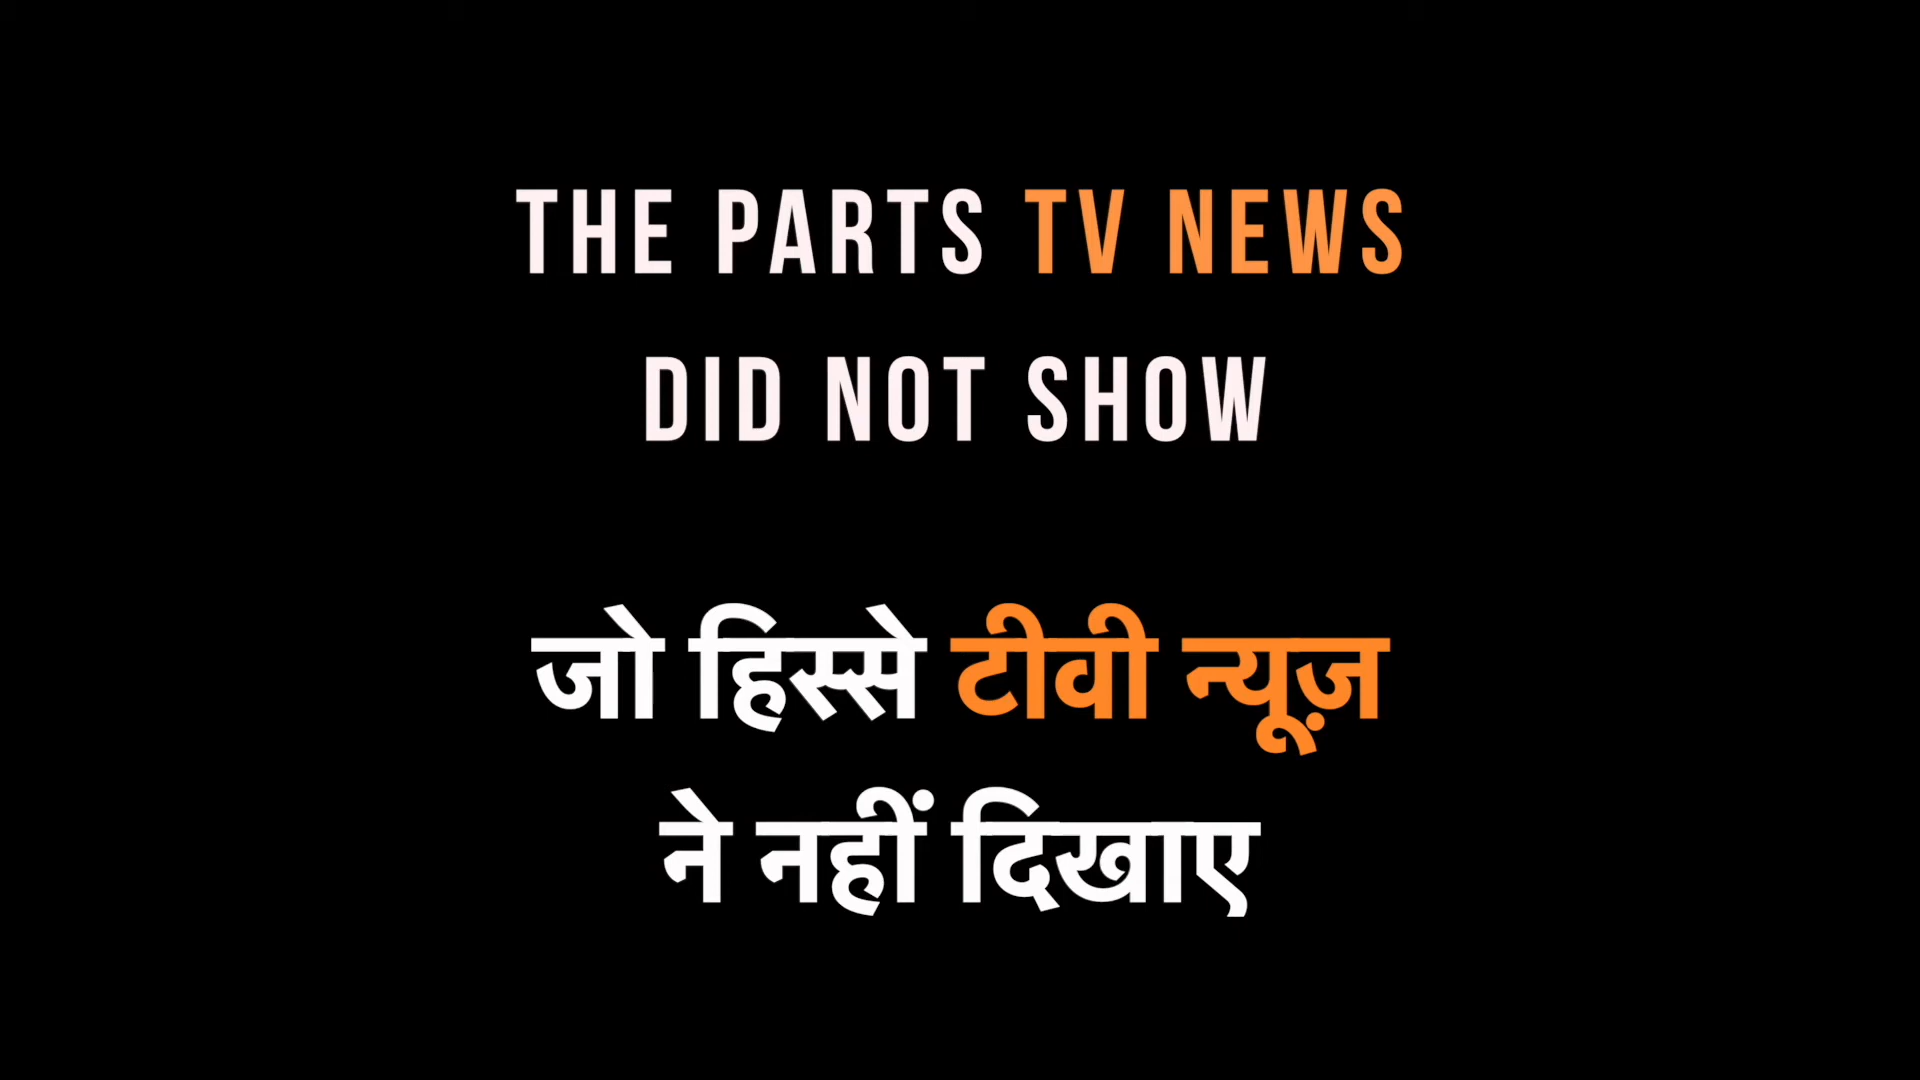 THE PARTS TV NEWS
DID NOT SHOW
जो हिस्से टीवी न्यूज़
ने नहीं दिखाए